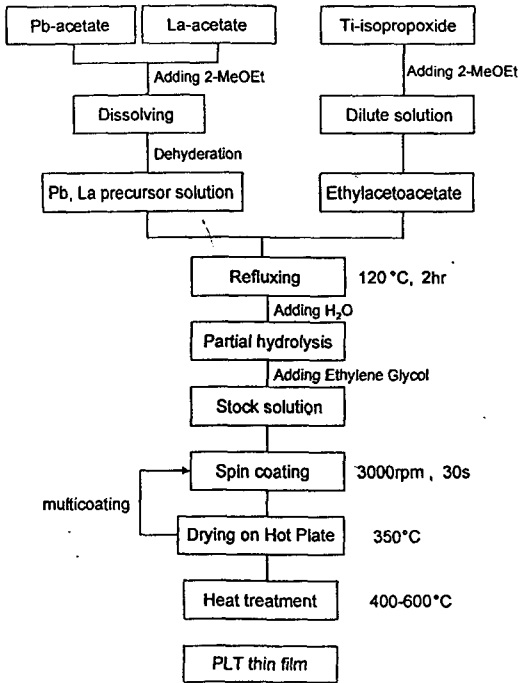 Pb-acetate
La-acetate
Ti-isopropoxide
Adding 2-MeOEt
Adding 2-MeOEt
Dissolving
Dilute solution
Dehyderation
Pb, La precursor solution
Ethylacetoacetate
Refluxing
120°C, 2hr
Adding H₂O
Partial hydrolysis
Adding Ethylene Glycol
Stock solution
Spin coating
3000rpm , 30s
multicoating
Drying on Hot Plate
350°C
Heat treatment
400-600°C
PLT thin film